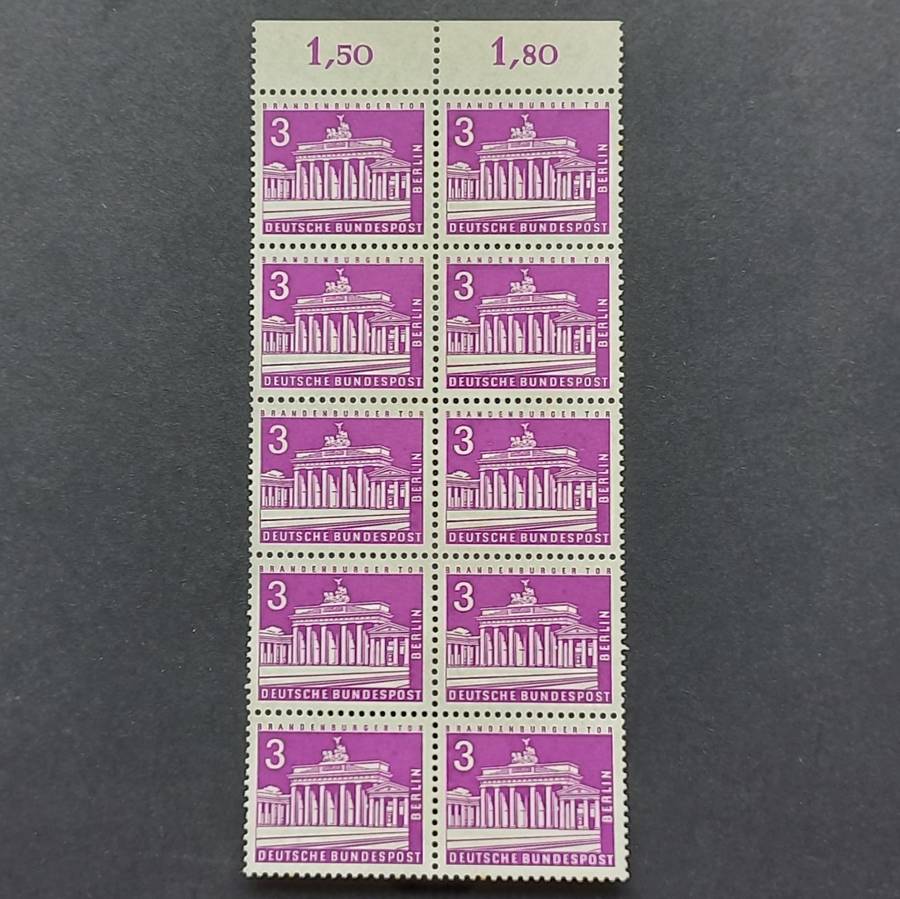 1,50 1,80
BRANDENBURGER TOR BRANDENBURGER TOR
3 3
BERLIN BERLIN
DEUTSCHE BUNDESPOST DEUTSCHE BUNDESPOST
BRANDENBURGER TOR BRANDENBURGER TOR
3 3
BERLIN BERLIN
DEUTSCHE BUNDESPOST DEUTSCHE BUNDESPOST
BRANDENBURGER TOR BRANDENBURGER TOR
3 3
BERLIN BERLIN
DEUTSCHE BUNDESPOST DEUTSCHE BUNDESPOST
BRANDENBURGER TOR BRANDENBURGER TOR
3 3
BERLIN BERLIN
DEUTSCHE BUNDESPOST DEUTSCHE BUNDESPOST
BRANDENBURGER TOR BRANDENBURGER TOR
3 3
BERLIN BERLIN
DEUTSCHE BUNDESPOST DEUTSCHE BUNDESPOST